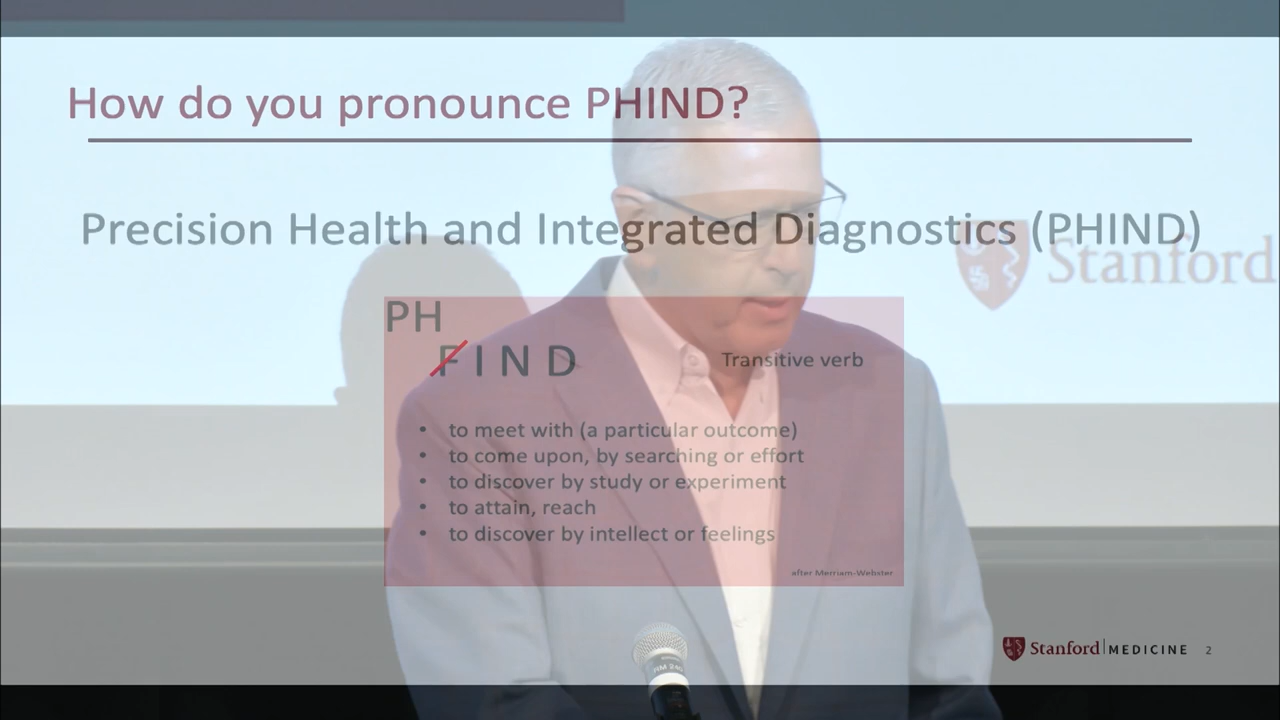 How do you pronounce PHIND?
Precision Health and Integrated Diagnostics (PHIND)
Stanford
PH
F I N D
Transitive verb
• to meet with (a particular outcome)
• to come upon, by searching or effort
• to discover by study or experiment
• to attain, reach
• to discover by intellect or feelings
after Merriam-Webster
Stanford MEDICINE 2